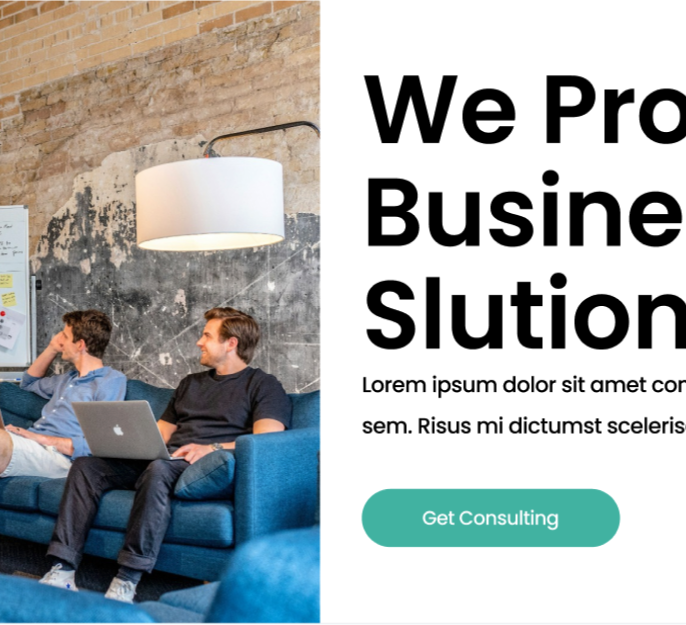 We Pro
Busine
Slution
Lorem ipsum dolor sit amet con
sem. Risus mi dictumst sceleris
Get Consulting